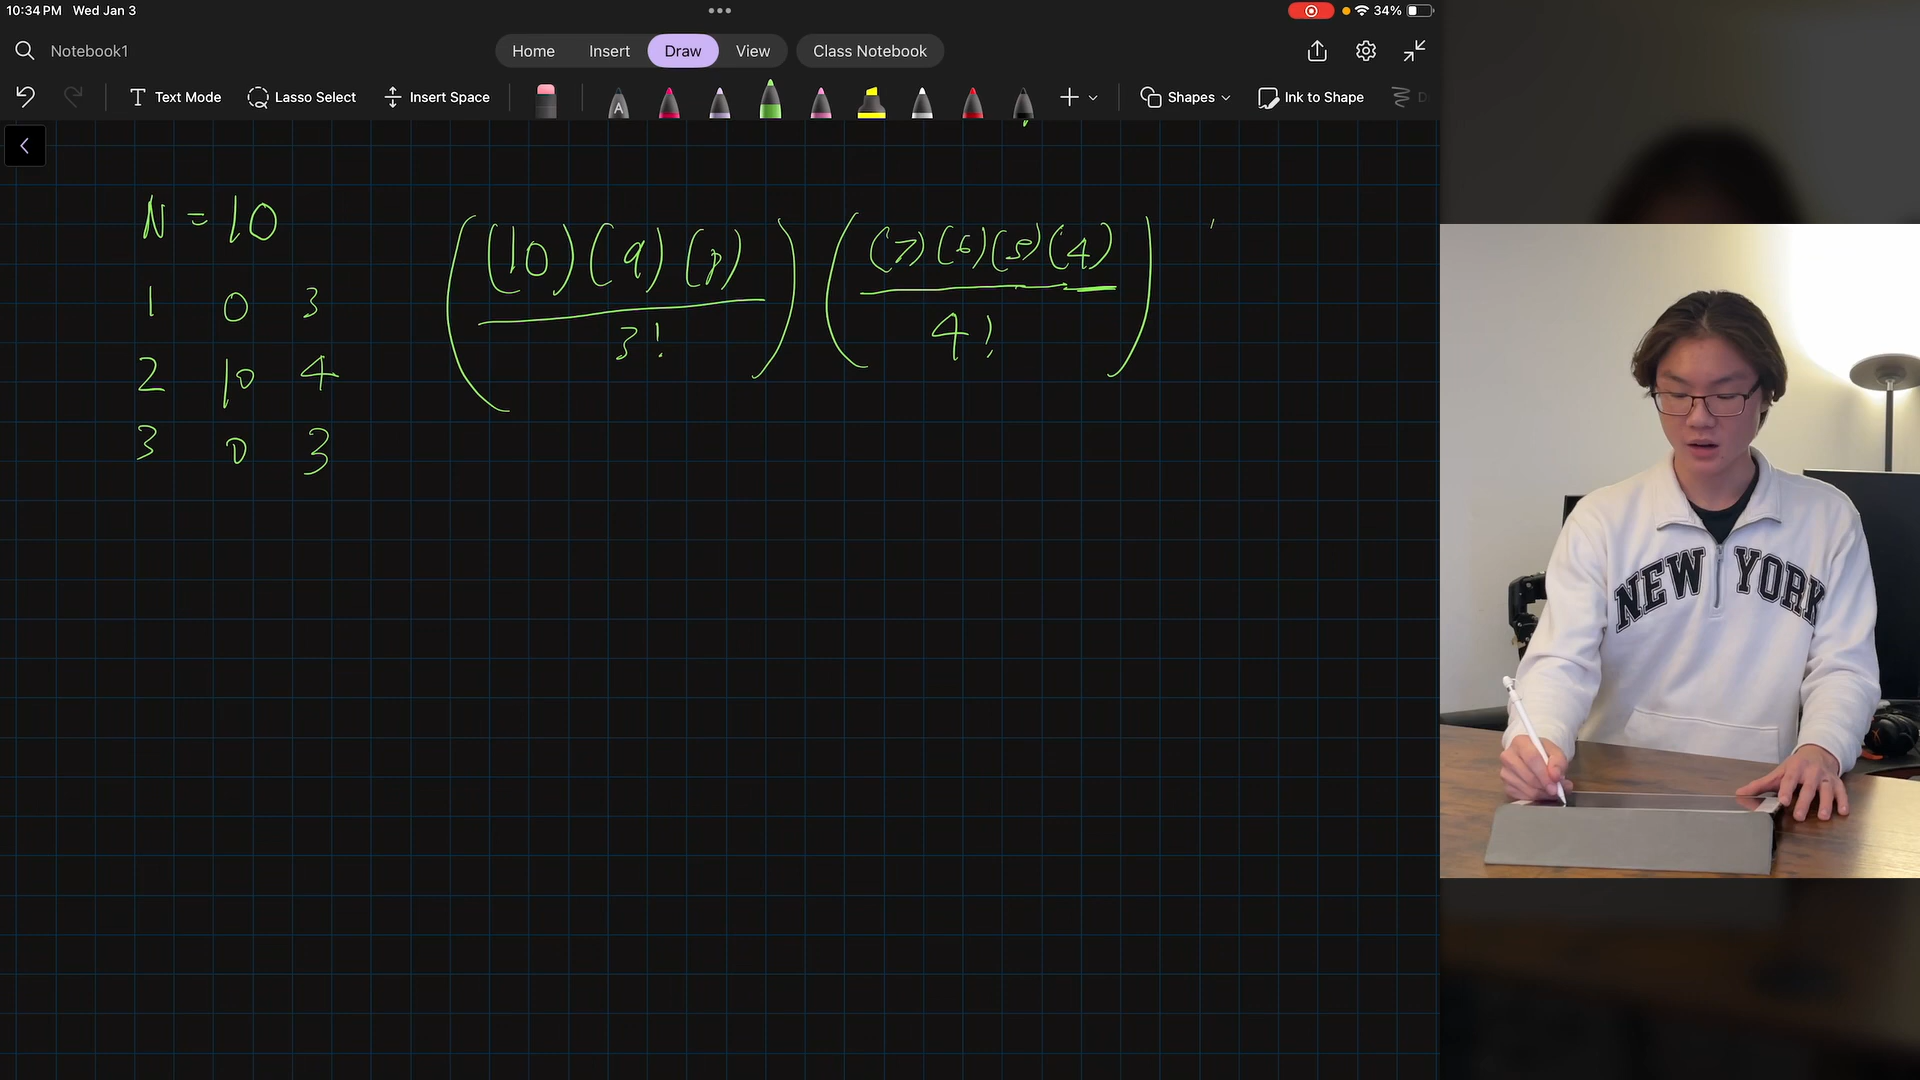 10:34 PM Wed Jan 3
34%
Notebook1
Home Insert Draw View Class Notebook
Text Mode Lasso Select Insert Space A Shapes Ink to Shape D
N = 10
(10)(9)(8) (7)(6)(5)(4)
3! 4!
1 0 3
2 10 4
3 0 3
NEW YORK